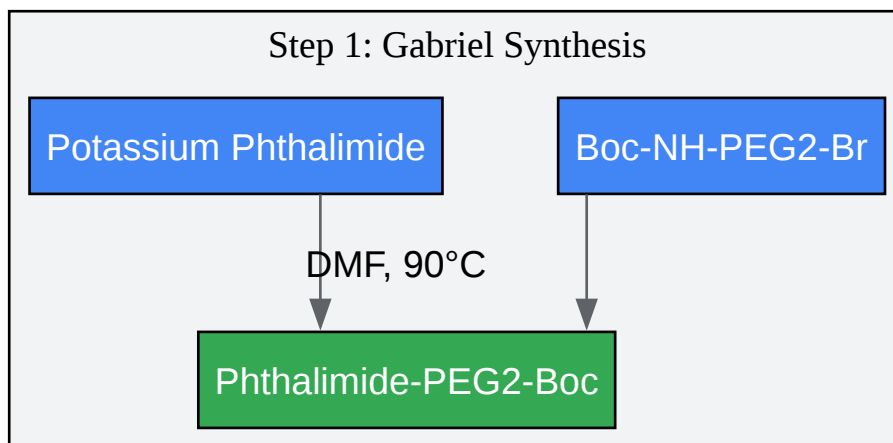 Step 1: Gabriel Synthesis
Potassium Phthalimide
Boc-NH-PEG2-Br
DMF, 90°C
Phthalimide-PEG2-Boc